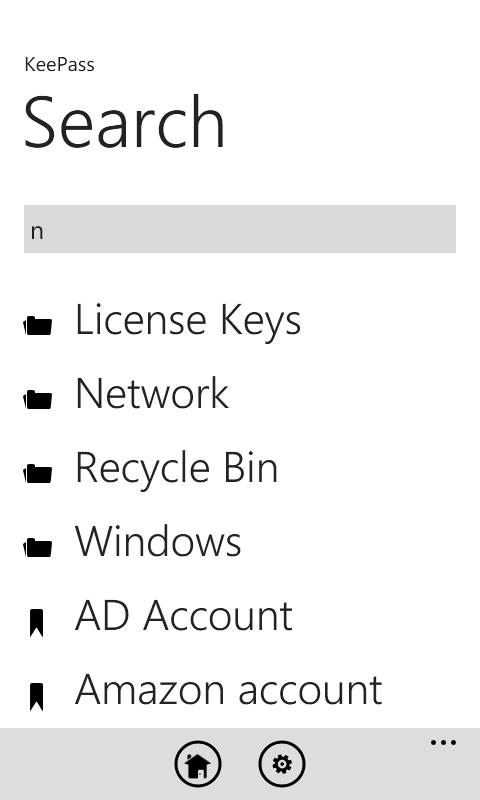 KeePass
Search
n
License Keys
Network
Recycle Bin
Windows
AD Account
Amazon account